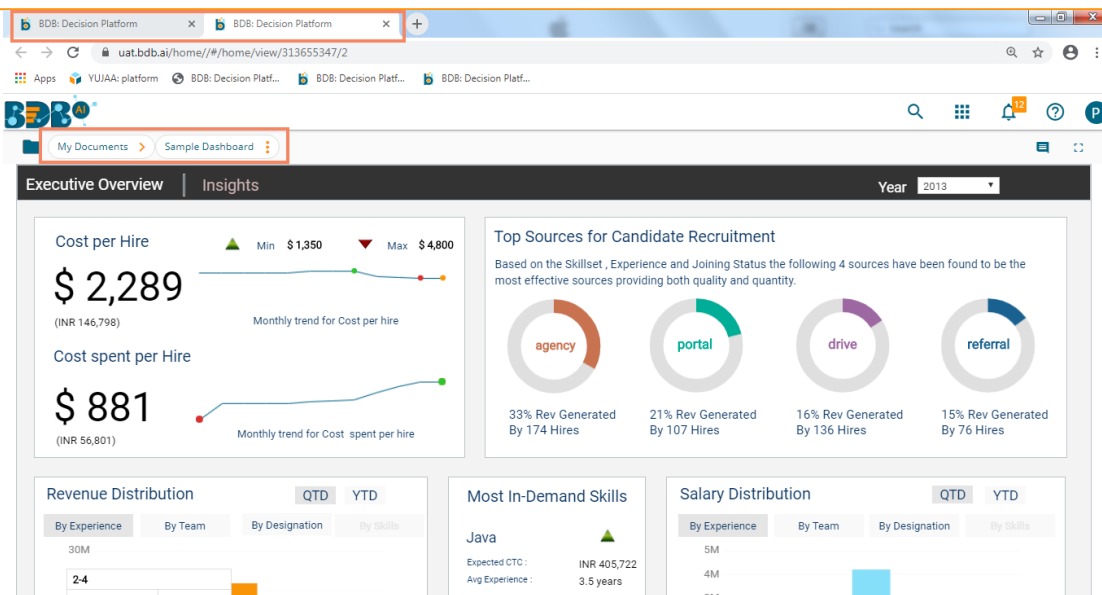 BDB: Decision Platform
BDB: Decision Platform
uat.bdb.ai/home//#/home/view/313655347/2
Apps
YUJAA: platform
BDB: Decision Platf...
BDB: Decision Platf...
BDB: Decision Platf...
BDB AI
12
P
My Documents
Sample Dashboard
Executive Overview
Insights
Year
2013
Cost per Hire
Min $ 1,350
Max $ 4,800
$ 2,289
(INR 146,798)
Monthly trend for Cost per hire
Cost spent per Hire
$ 881
(INR 56,801)
Monthly trend for Cost spent per hire
Top Sources for Candidate Recruitment
Based on the Skillset , Experience and Joining Status the following 4 sources have been found to be the
most effective sources providing both quality and quantity.
agency
portal
drive
referral
33% Rev Generated
By 174 Hires
21% Rev Generated
By 107 Hires
16% Rev Generated
By 136 Hires
15% Rev Generated
By 76 Hires
Revenue Distribution
QTD
YTD
By Experience
By Team
By Designation
By Skills
30M
2-4
Most In-Demand Skills
Java
Expected CTC :
INR 405,722
Avg Experience :
3.5 years
Salary Distribution
QTD
YTD
By Experience
By Team
By Designation
By Skills
5M
4M